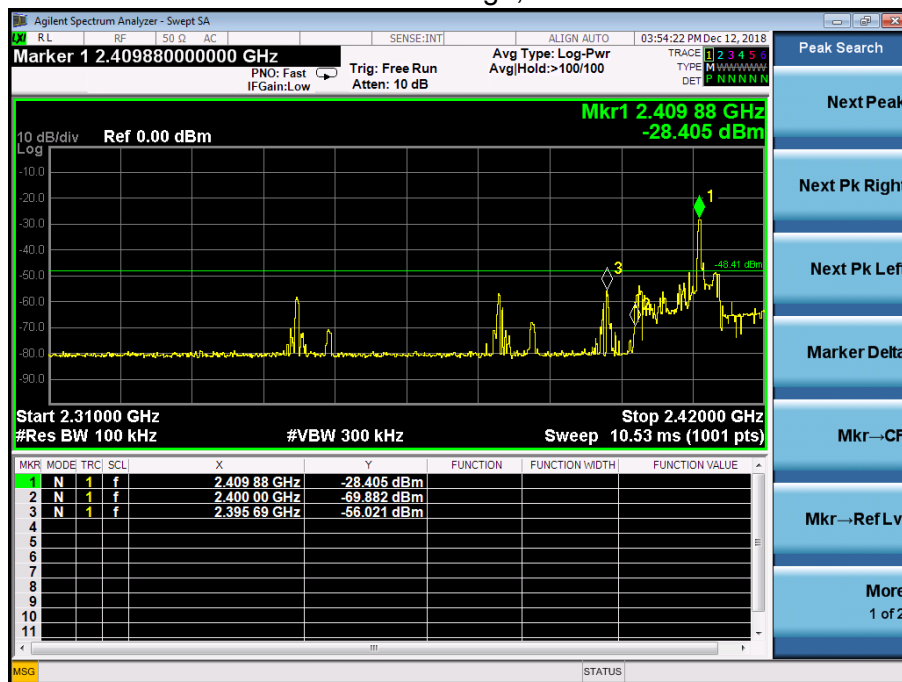 Agilent Spectrum Analyzer - Swept SA
LXI RL RF 50 Ω AC SENSE:INT ALIGN AUTO 03:54:22 PM Dec 12, 2018
Marker 1 2.409880000000 GHz
PNO: Fast
IFGain:Low
Trig: Free Run
Atten: 10 dB
Avg Type: Log-Pwr
Avg|Hold:>100/100
TRACE 1 2 3 4 5 6
TYPE M W W W W W
DET P N N N N N
Peak Search
Mkr1 2.409 88 GHz
-28.405 dBm
10 dB/div Ref 0.00 dBm
Log
-10.0
-20.0
-30.0
-40.0
-50.0
-60.0
-70.0
-80.0
-90.0
1
3
2
-48.41 dBm
Start 2.31000 GHz Stop 2.42000 GHz
#Res BW 100 kHz #VBW 300 kHz Sweep 10.53 ms (1001 pts)
MKR MODE TRC SCL X Y FUNCTION FUNCTION WIDTH FUNCTION VALUE
1 N 1 f 2.409 88 GHz -28.405 dBm
2 N 1 f 2.400 00 GHz -69.882 dBm
3 N 1 f 2.395 69 GHz -56.021 dBm
4
5
6
7
8
9
10
11
MSG STATUS
Next Peak
Next Pk Right
Next Pk Left
Marker Delta
Mkr→CF
Mkr→Ref Lv
More
1 of 2